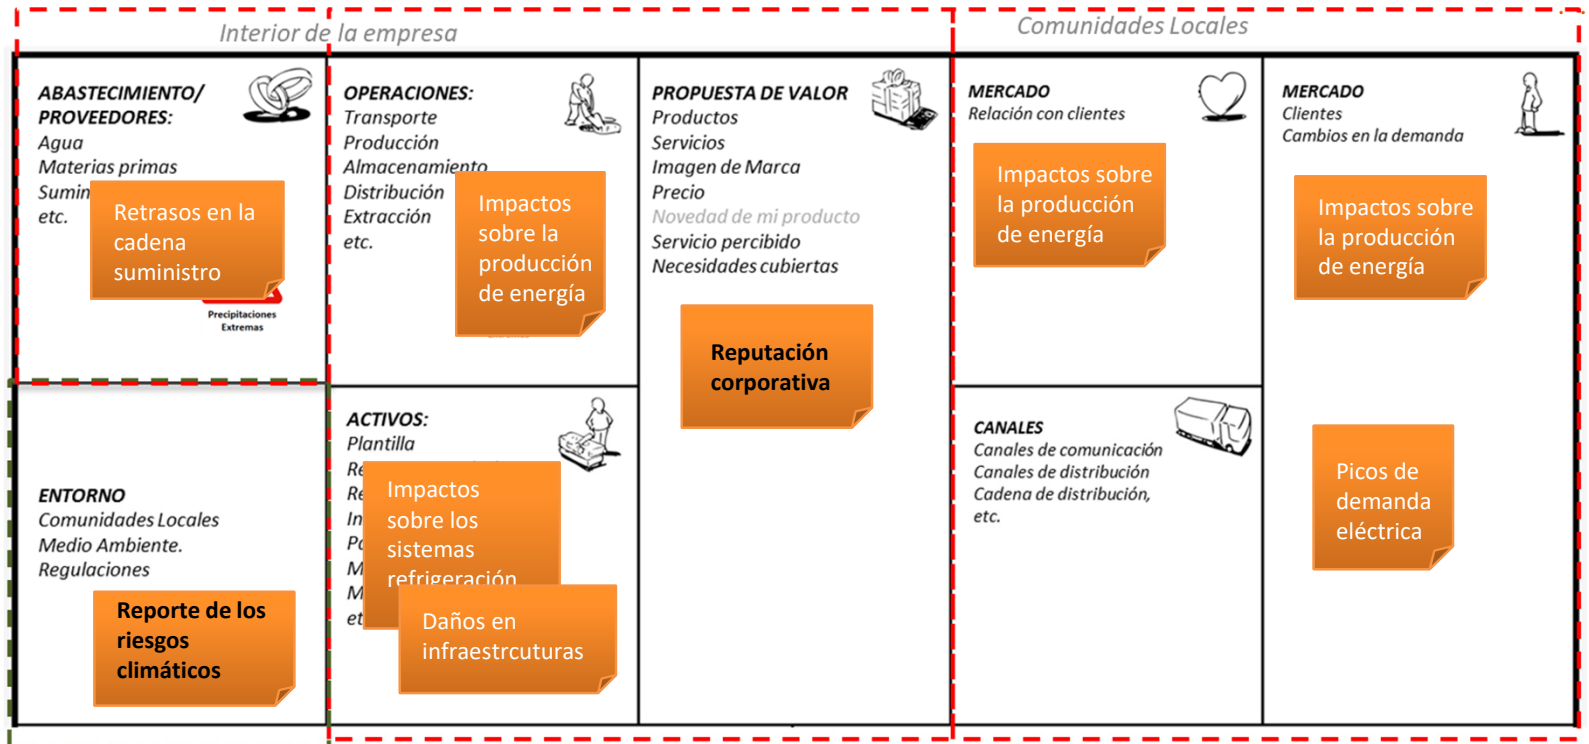 Interior de la empresa
Comunidades Locales
ABASTECIMIENTO/
PROVEEDORES:
Agua
Materias primas
etc.
Retrasos en la
cadena
suministro
Precipitaciones
Extremas
OPERACIONES:
Transporte
Producción
Almacenamiento
Distribución
Extracción
etc.
Impactos
sobre la
producción
de energía
PROPUESTA DE VALOR
Productos
Servicios
Imagen de Marca
Precio
Novedad de mi producto
Servicio percibido
Necesidades cubiertas
Reputación
corporativa
MERCADO
Relación con clientes
Impactos sobre
la producción
de energía
MERCADO
Clientes
Cambios en la demanda
Impactos sobre
la producción
de energía
Picos de
demanda
eléctrica
ENTORNO
Comunidades Locales
Medio Ambiente.
Regulaciones
Reporte de los
riesgos
climáticos
ACTIVOS:
Plantilla
Impactos
sobre los
sistemas
refrigeración
Daños en
infraestrcuturas
CANALES
Canales de comunicación
Canales de distribución
Cadena de distribución,
etc.